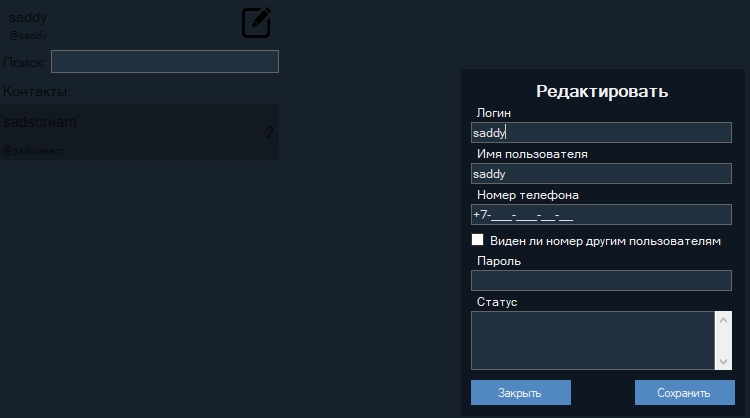 saddy
@saddy
Поиск:
Контакты:
sadscream
2
@sadscream
Редактировать
Логин
saddy
Имя пользователя
saddy
Номер телефона
+7-___-___-__-__
Виден ли номер другим пользователям
Пароль
Статус
Закрыть Сохранить